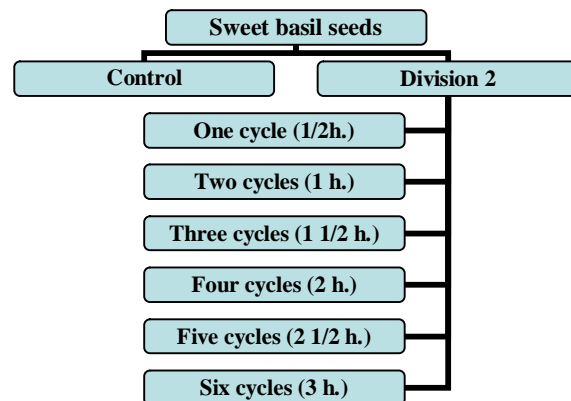 Sweet basil seeds
Control
Division 2
One cycle (1/2h.)
Two cycles (1 h.)
Three cycles (1 1/2 h.)
Four cycles (2 h.)
Five cycles (2 1/2 h.)
Six cycles (3 h.)